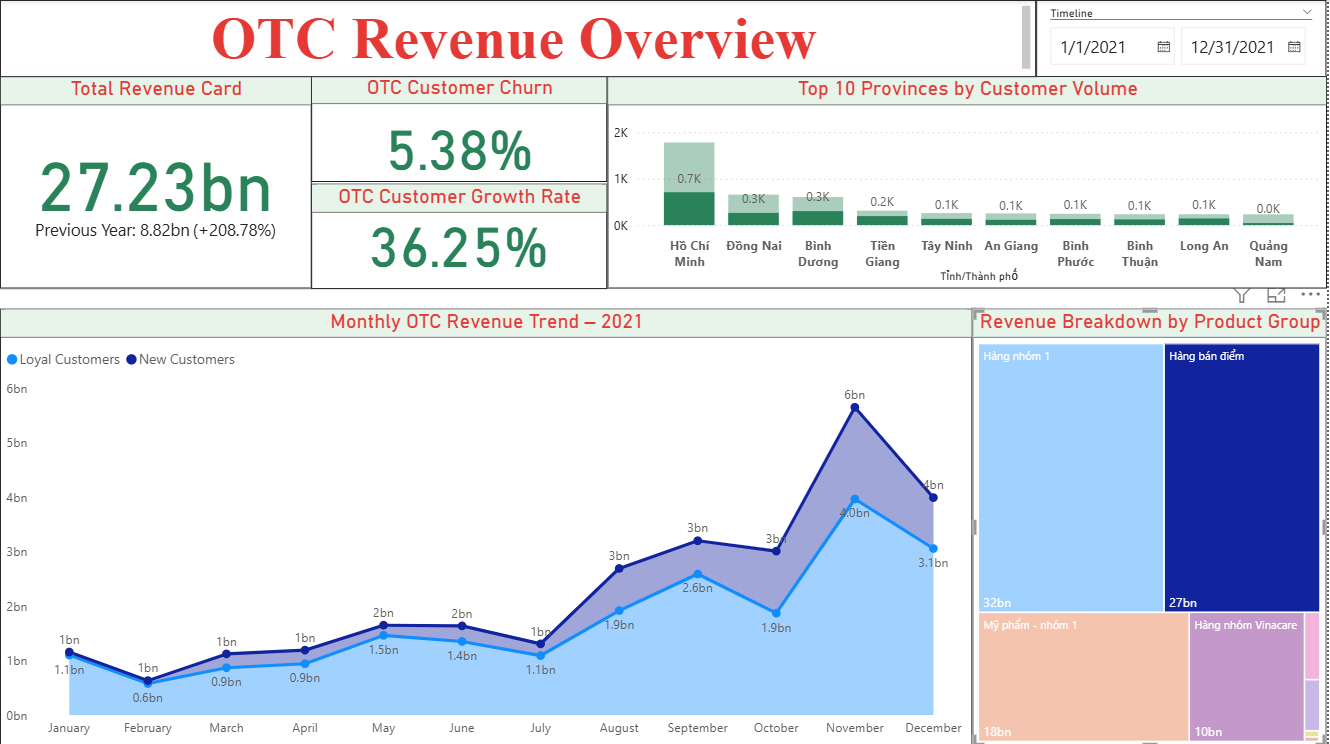 OTC Revenue Overview
Timeline
1/1/2021
12/31/2021
Total Revenue Card
27.23bn
Previous Year: 8.82bn (+208.78%)
OTC Customer Churn
5.38%
OTC Customer Growth Rate
36.25%
Top 10 Provinces by Customer Volume
2K
1K
0K
0.7K
0.3K
0.3K
0.2K
0.1K
0.1K
0.1K
0.1K
0.1K
0.0K
Hồ Chí Minh
Đồng Nai
Bình Dương
Tiền Giang
Tây Ninh
An Giang
Bình Phước
Bình Thuận
Long An
Quảng Nam
Tỉnh/Thành phố
Monthly OTC Revenue Trend – 2021
Loyal Customers
New Customers
6bn
5bn
4bn
3bn
2bn
1bn
0bn
1bn
1bn
1bn
1bn
2bn
2bn
1bn
3bn
3bn
3bn
6bn
4bn
1.1bn
0.6bn
0.9bn
0.9bn
1.5bn
1.4bn
1.1bn
1.9bn
2.6bn
1.9bn
4.0bn
3.1bn
January
February
March
April
May
June
July
August
September
October
November
December
Revenue Breakdown by Product Group
Hàng nhóm 1
32bn
Hàng bán điểm
27bn
Mỹ phẩm - nhóm 1
18bn
Hàng nhóm Vinacare
10bn